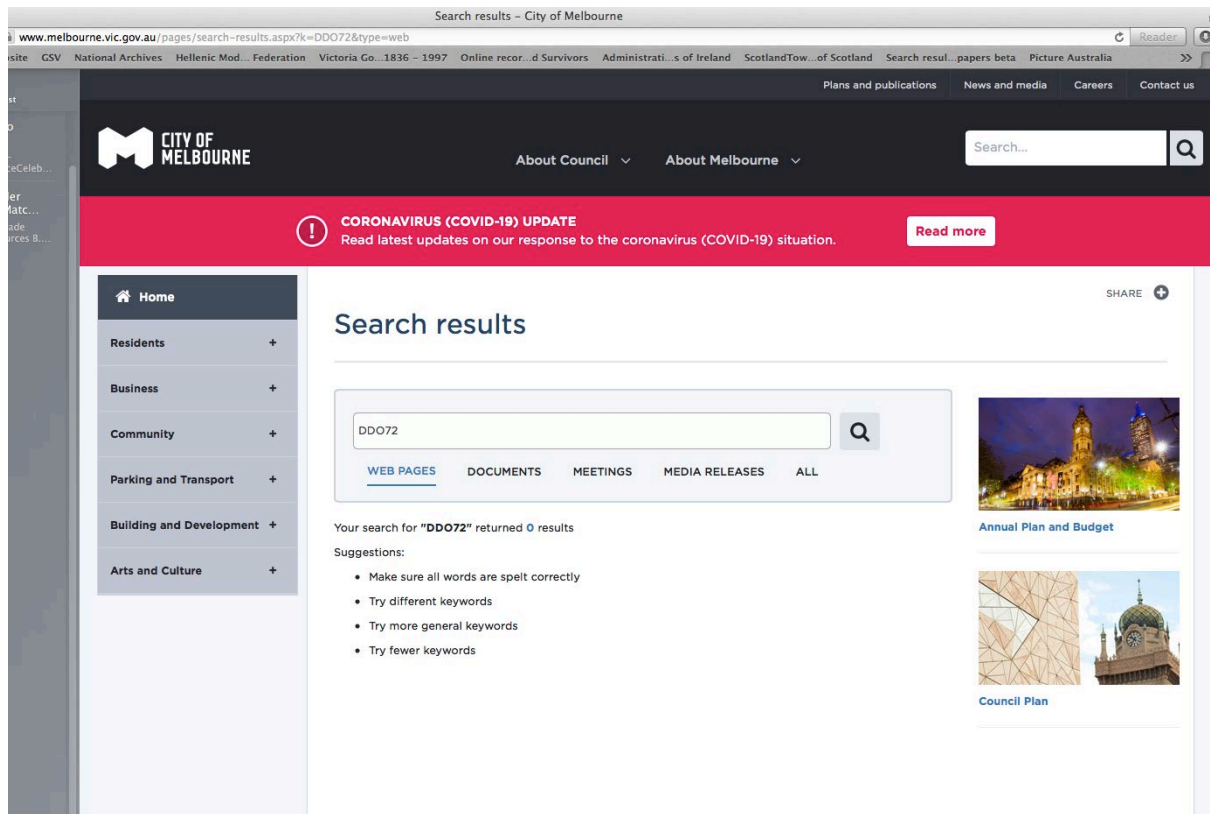 Search results – City of Melbourne
www.melbourne.vic.gov.au/pages/search-results.aspx?k=DDO72&type=web
Reader
GSV National Archives Hellenic Mod... Federation Victoria Go...1836 – 1997 Online recor...d Survivors Administrati...s of Ireland ScotlandTow...of Scotland Search resul...papers beta Picture Australia
Plans and publications News and media Careers Contact us
CITY OF
MELBOURNE
About Council About Melbourne
Search...
CORONAVIRUS (COVID-19) UPDATE
Read latest updates on our response to the coronavirus (COVID-19) situation.
Read more
Home
Residents +
Business +
Community +
Parking and Transport +
Building and Development +
Arts and Culture +
SHARE
Search results
DDO72
WEB PAGES DOCUMENTS MEETINGS MEDIA RELEASES ALL
Your search for "DDO72" returned 0 results
Suggestions:
• Make sure all words are spelt correctly
• Try different keywords
• Try more general keywords
• Try fewer keywords
Annual Plan and Budget
Council Plan